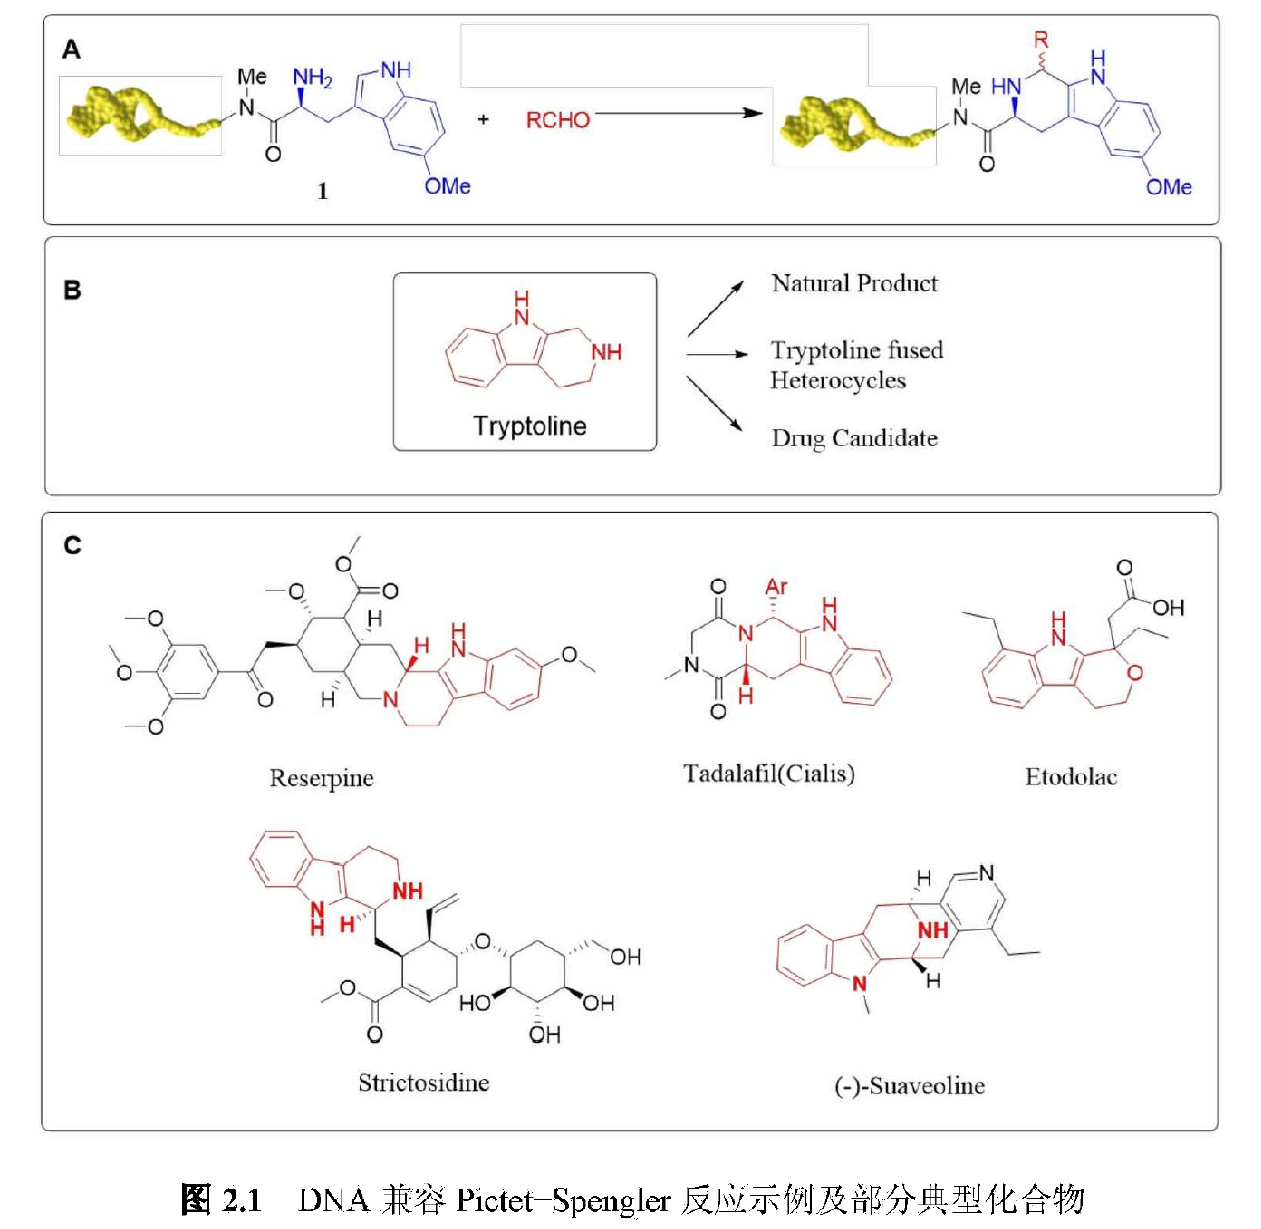 A
Me
NH₂
NH
N
O
OMe
1
+
RCHO
R
H
N
HN
Me
N
O
OMe
B
H
N
NH
Tryptoline
Natural Product
Tryptoline fused
Heterocycles
Drug Candidate
C
O
O
O
O
O
O
O
H
H
H
H
N
N
O
Reserpine
O
Ar
N
H
N
N
O
H
Tadalafil(Cialis)
O
OH
H
N
O
Etodolac
NH
N
H
H
O
O
O
OH
HO
OH
OH
Strictosidine
H
N
NH
N
H
(-)-Suaveoline
图 2.1 DNA 兼容 Pictet-Spengler 反应示例及部分典型化合物